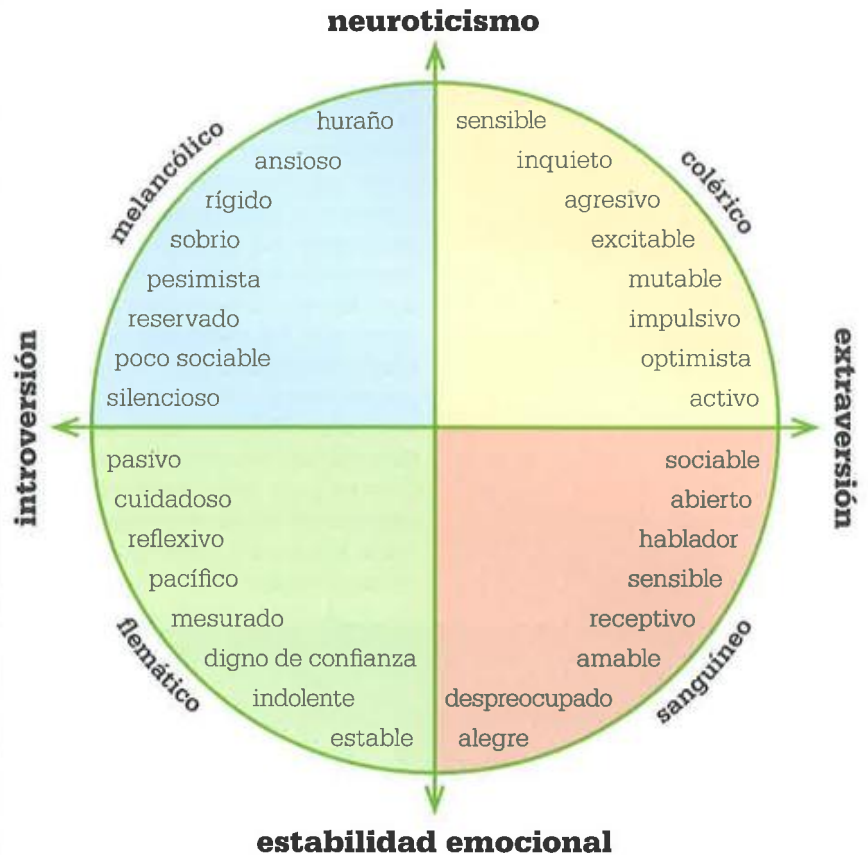 neuroticismo
melancólico
huraño
ansioso
rígido
sobrio
pesimista
reservado
poco sociable
silencioso
colérico
sensible
inquieto
agresivo
excitable
mutable
impulsivo
optimista
activo
introversión
extraversión
flemático
pasivo
cuidadoso
reflexivo
pacífico
mesurado
digno de confianza
indolente
estable
sanguíneo
sociable
abierto
hablador
sensible
receptivo
amable
despreocupado
alegre
estabilidad emocional